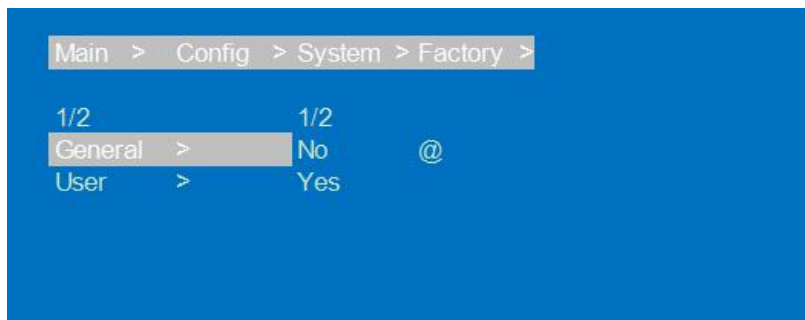 Main > Config > System > Factory >
1/2 1/2
General > No @
User > Yes